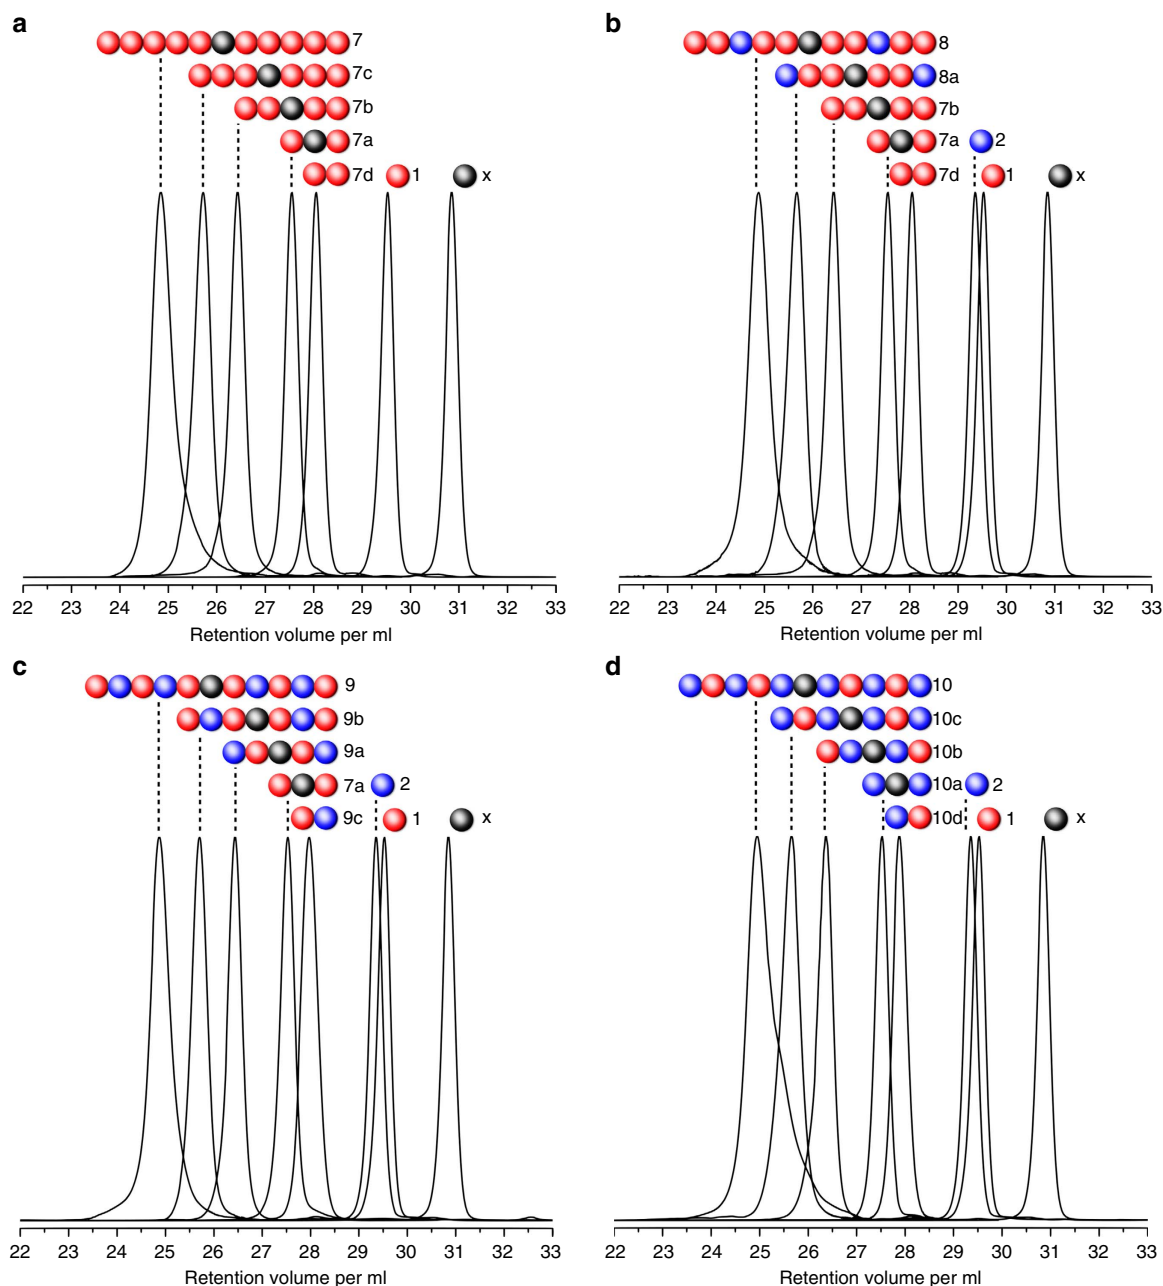 a
7
7c
7b
7a
7d 1 x
22 23 24 25 26 27 28 29 30 31 32 33
Retention volume per ml
b
8
8a
7b
7a 2
7d 1 x
22 23 24 25 26 27 28 29 30 31 32 33
Retention volume per ml
c
9
9b
9a
7a 2
9c 1 x
22 23 24 25 26 27 28 29 30 31 32 33
Retention volume per ml
d
10
10c
10b
10a 2
10d 1 x
22 23 24 25 26 27 28 29 30 31 32 33
Retention volume per ml